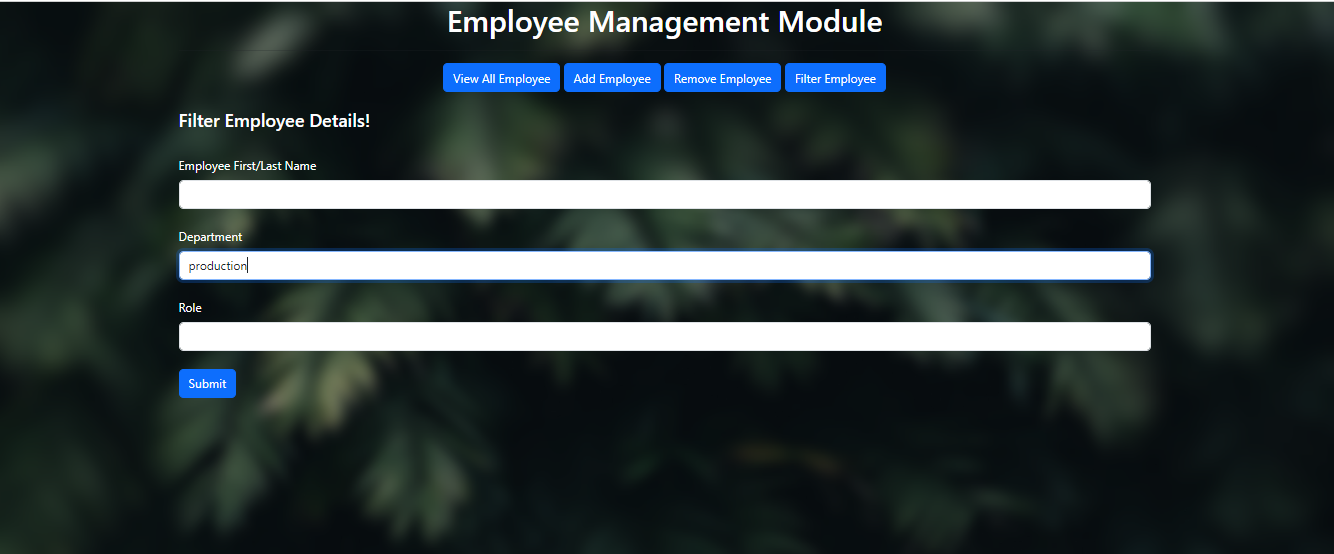 Employee Management Module
View All Employee Add Employee Remove Employee Filter Employee
Filter Employee Details!
Employee First/Last Name
Department
production
Role
Submit